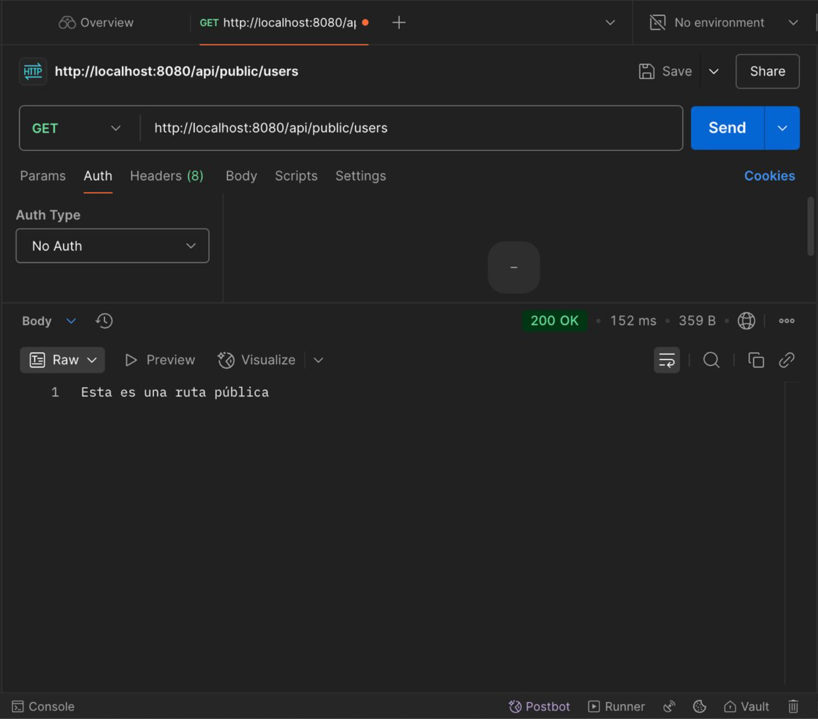 Overview
GET http://localhost:8080/ap
No environment
HTTP http://localhost:8080/api/public/users
Save
Share
GET http://localhost:8080/api/public/users
Send
Params Auth Headers (8) Body Scripts Settings
Cookies
Auth Type
No Auth
Body
200 OK • 152 ms • 359 B
Raw Preview Visualize
1 Esta es una ruta pública
Console
Postbot Runner Vault